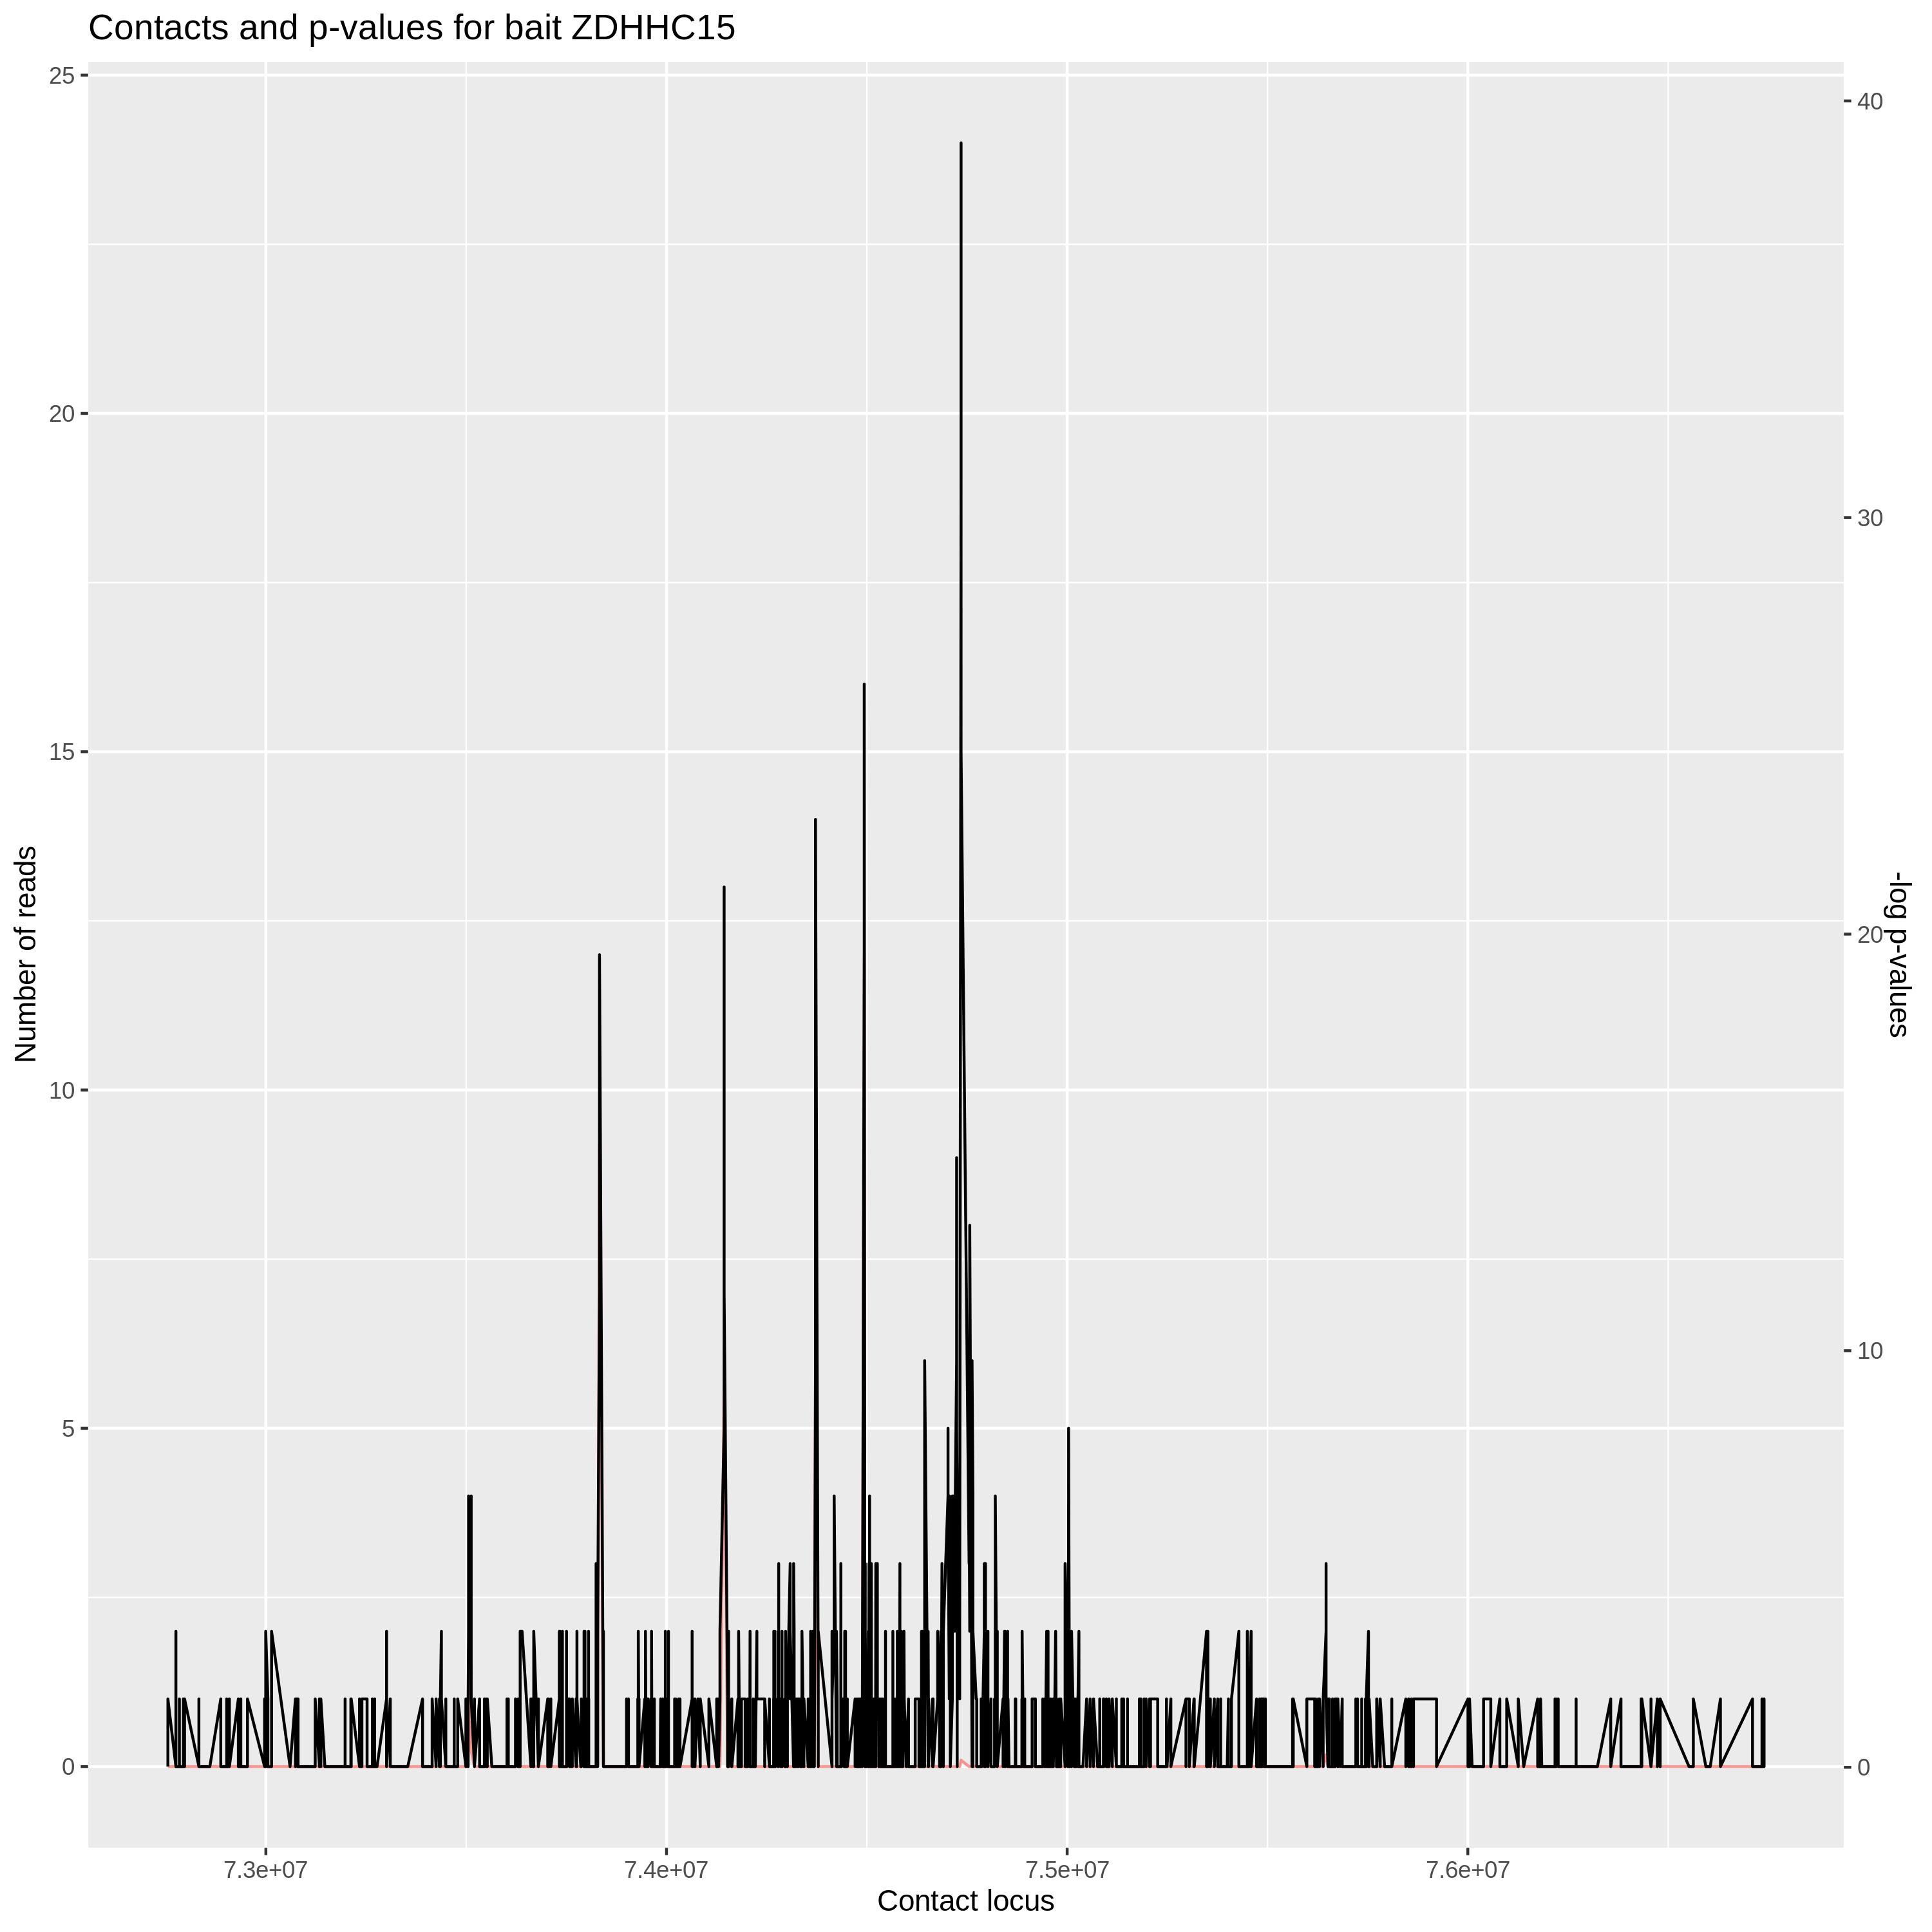 Contacts and p-values for bait ZDHHC15
25
20
15
10
5
0
Number of reads
40
30
20
10
0
-log p-values
7.3e+07
7.4e+07
7.5e+07
7.6e+07
Contact locus